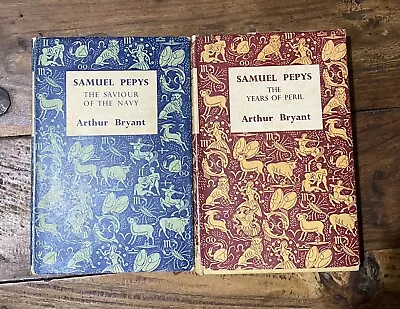 SAMUEL PEPYS
THE SAVIOUR
OF THE NAVY
Arthur Bryant
SAMUEL PEPYS
THE
YEARS OF PERIL
Arthur Bryant